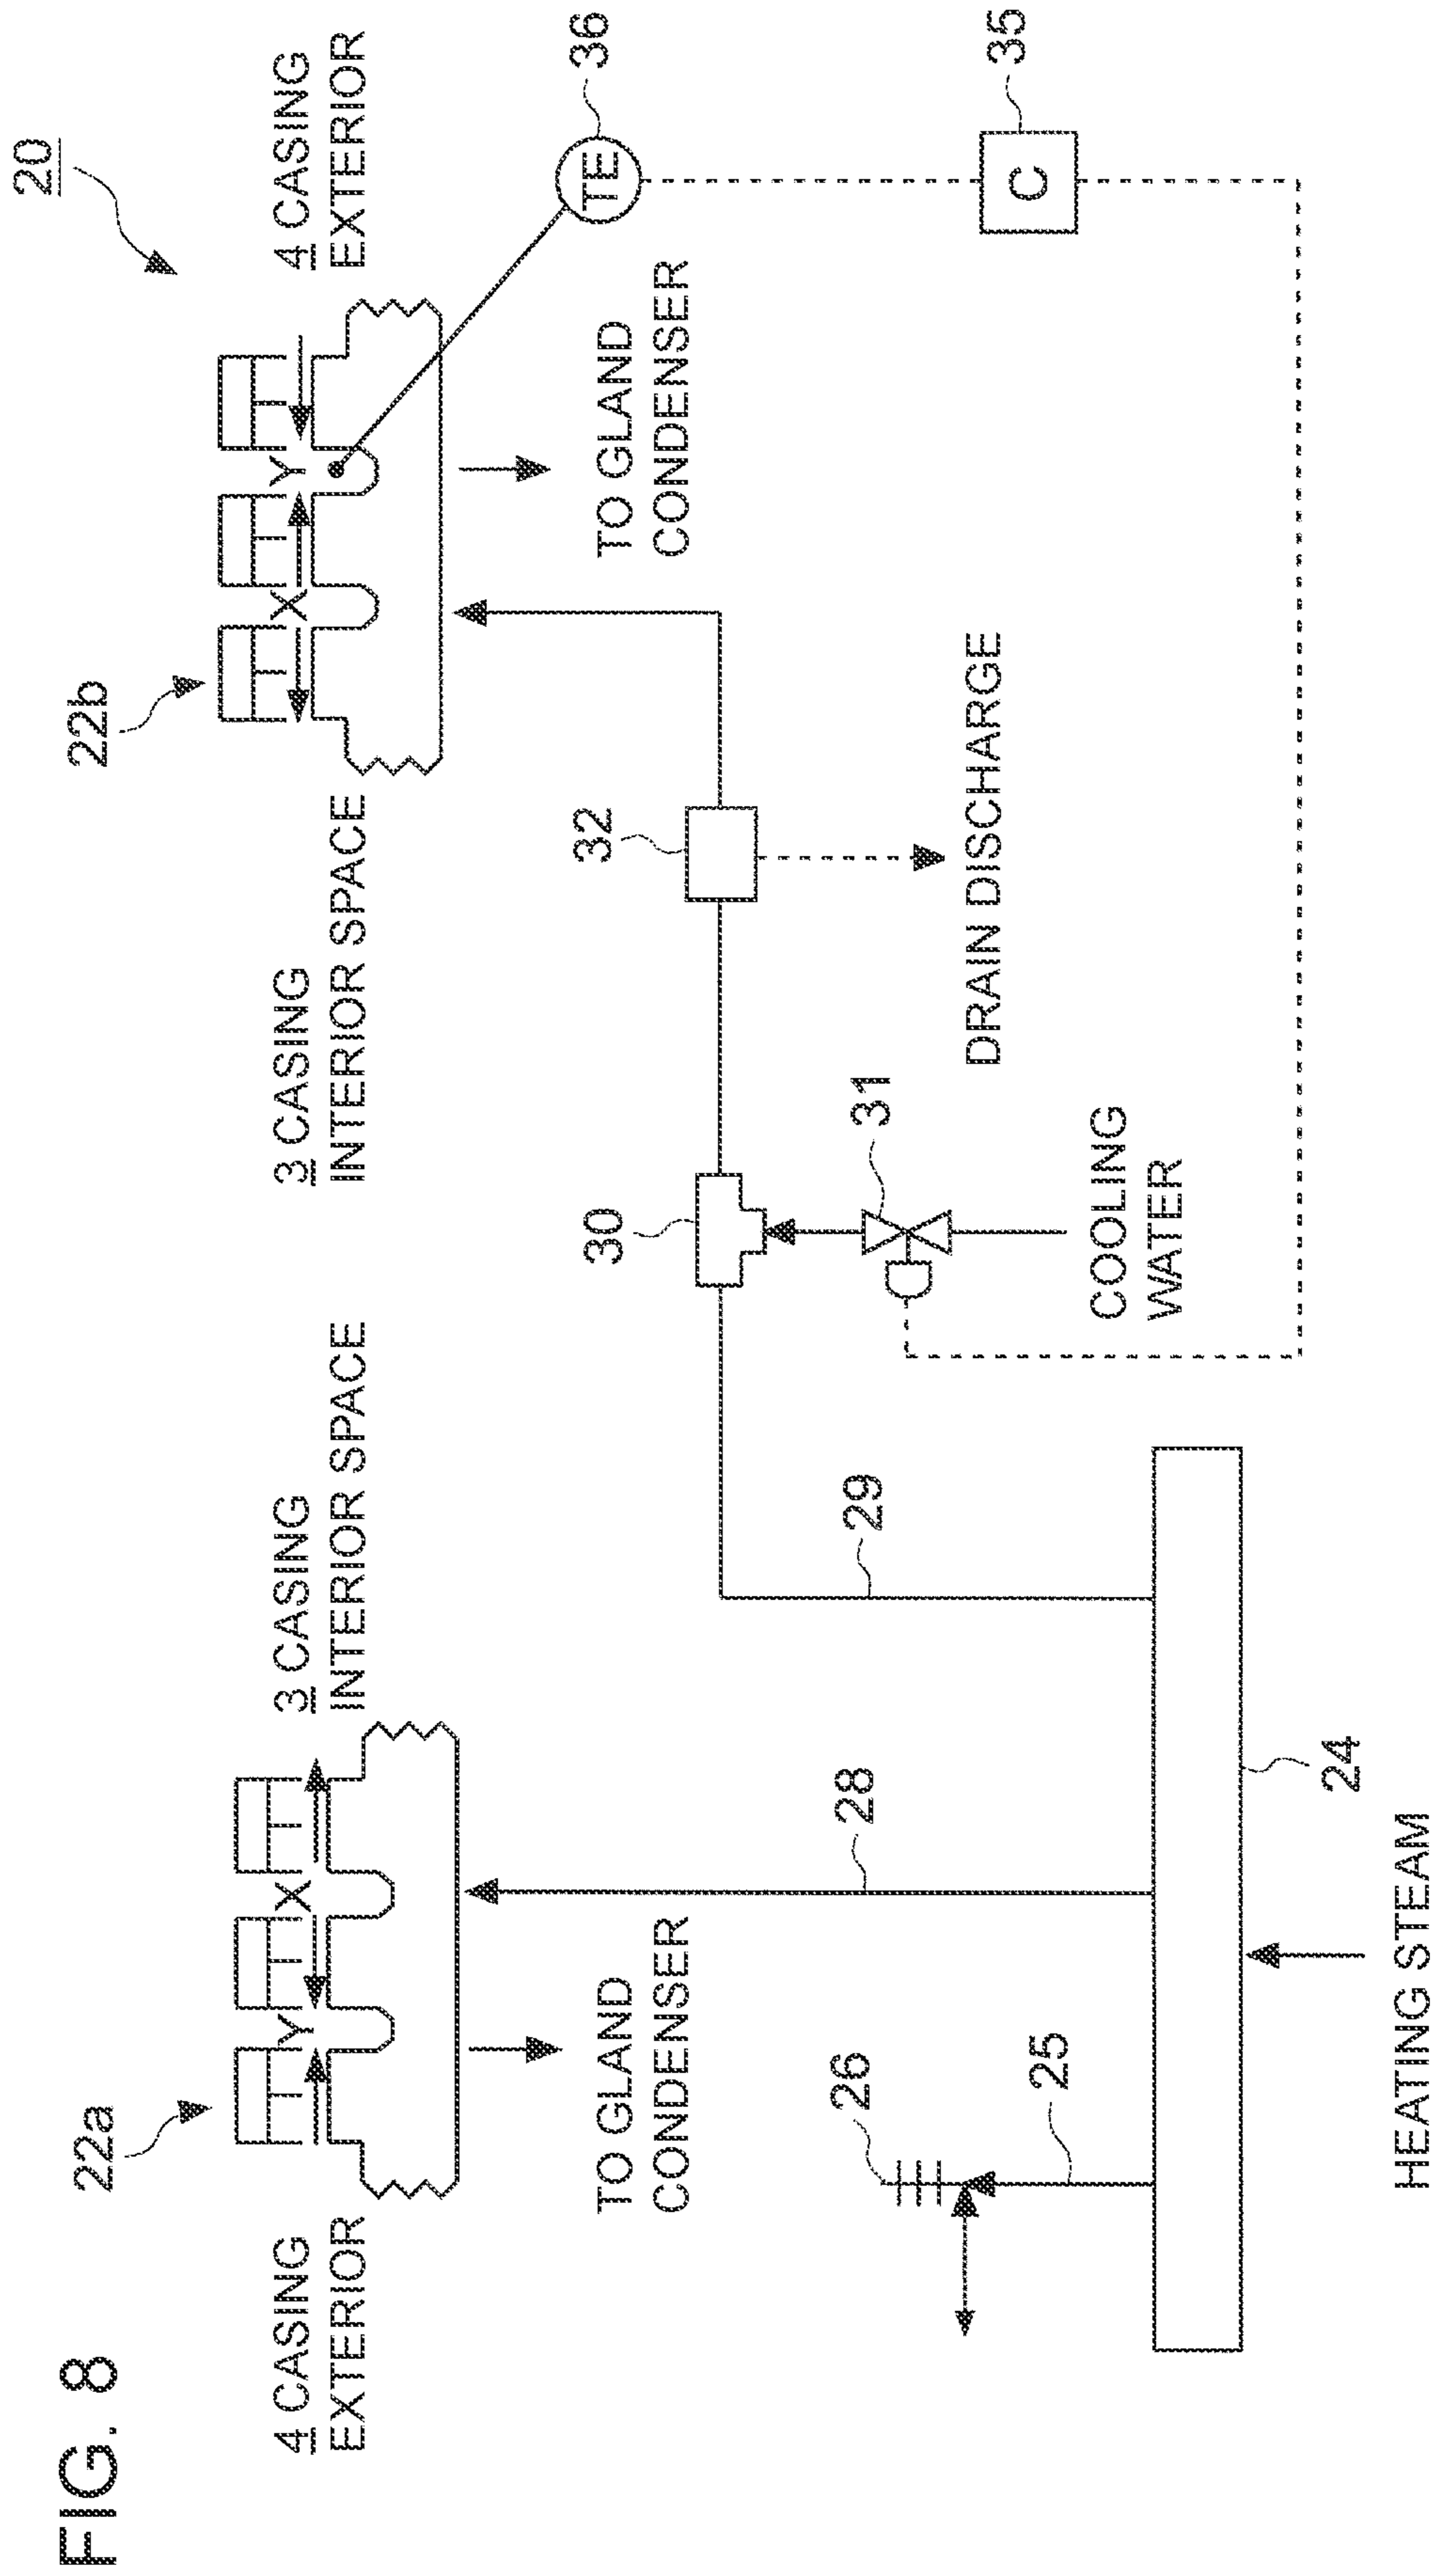 FIG. 8
20
22a
22b
4 CASING
EXTERIOR
3 CASING
INTERIOR SPACE
3 CASING
INTERIOR SPACE
4 CASING
EXTERIOR
Y
X
X
Y
TO GLAND
CONDENSER
TO GLAND
CONDENSER
TE
36
30
32
26
28
29
31
DRAIN DISCHARGE
C
35
25
COOLING
WATER
24
HEATING STEAM